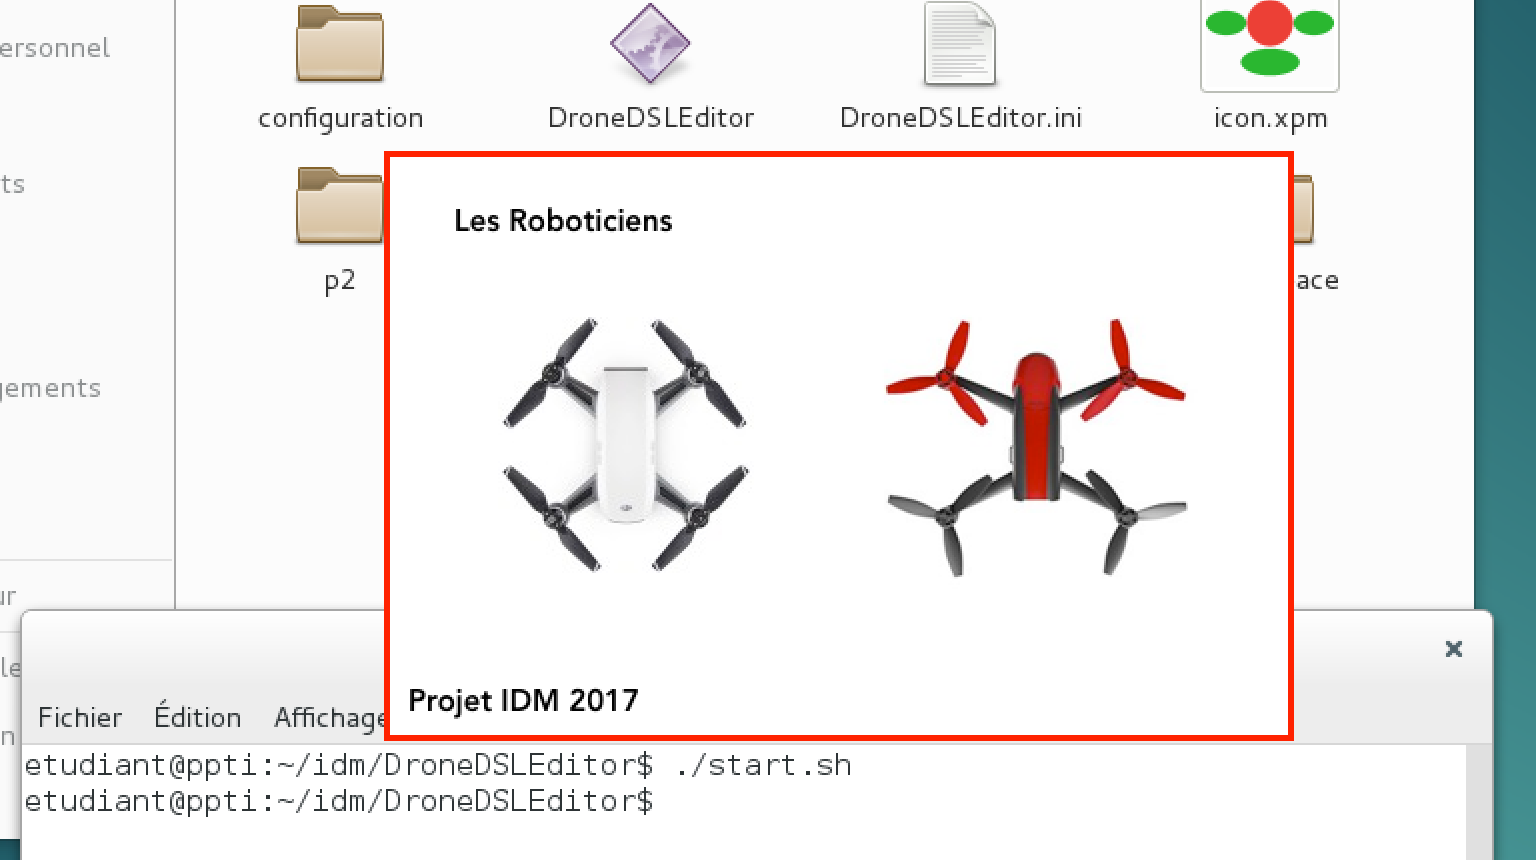 ersonnel
configuration
DroneDSLEditor
DroneDSLEditor.ini
icon.xpm
ts
Les Roboticiens
p2
ace
gements
ur
le
n
Projet IDM 2017
Fichier Édition Affichage
etudiant@ppti:~/idm/DroneDSLEditor$ ./start.sh
etudiant@ppti:~/idm/DroneDSLEditor$